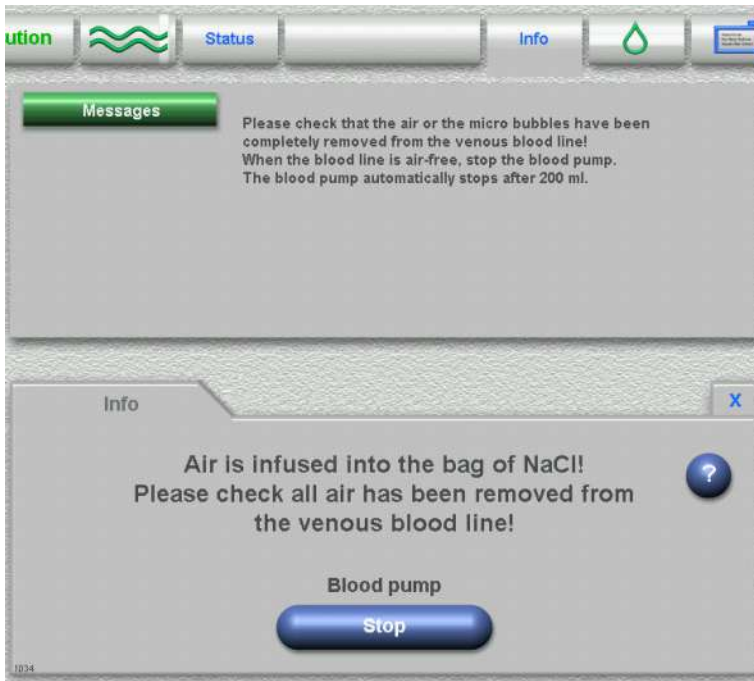 ution
Status
Info
Messages
Please check that the air or the micro bubbles have been
completely removed from the venous blood line!
When the blood line is air-free, stop the blood pump.
The blood pump automatically stops after 200 ml.
Info
X
Air is infused into the bag of NaCl!
?
Please check all air has been removed from
the venous blood line!
Blood pump
Stop
1034